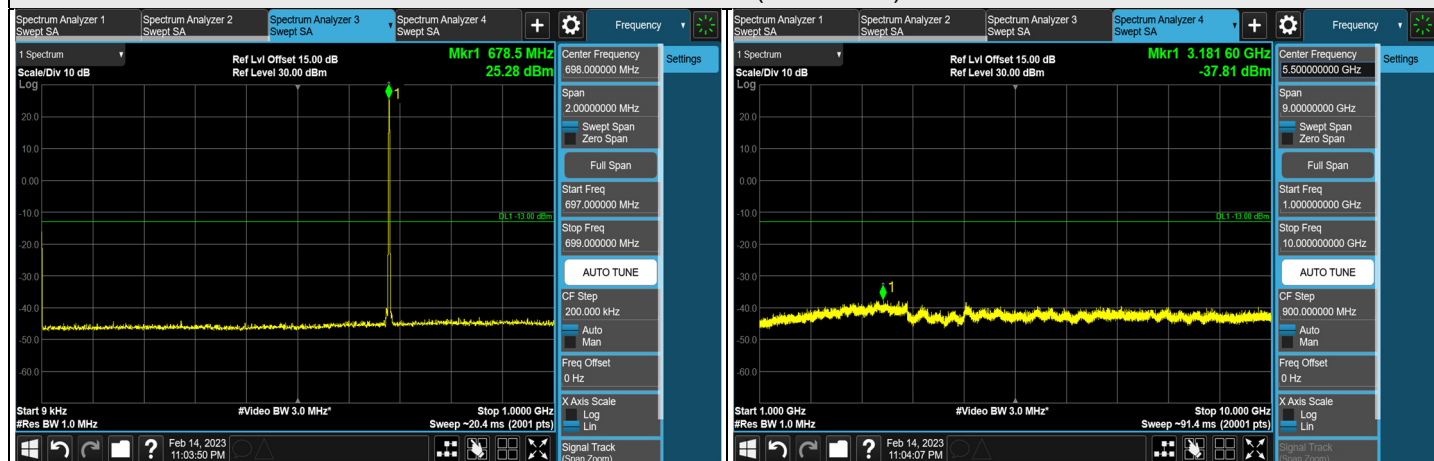 Spectrum Analyzer 1
Swept SA
Spectrum Analyzer 2
Swept SA
Spectrum Analyzer 3
Swept SA
Spectrum Analyzer 4
Swept SA
+
Frequency
1 Spectrum
Scale/Div 10 dB
Log
Ref Lvl Offset 15.00 dB
Ref Level 30.00 dBm
Mkr1 678.5 MHz
25.28 dBm
1
20.0
10.0
0.00
-10.0
-20.0
-30.0
-40.0
-50.0
-60.0
DL1 -13.00 dBm
Start 9 kHz
#Res BW 1.0 MHz
#Video BW 3.0 MHz*
Stop 1.0000 GHz
Sweep ~20.4 ms (2001 pts)
Center Frequency
698.000000 MHz
Settings
Span
2.00000000 MHz
Swept Span
Zero Span
Full Span
Start Freq
697.000000 MHz
Stop Freq
699.000000 MHz
AUTO TUNE
CF Step
200.000 kHz
Auto
Man
Freq Offset
0 Hz
X Axis Scale
Log
Lin
Signal Track
(Span Zoom)
?
Feb 14, 2023
11:03:50 PM
Spectrum Analyzer 1
Swept SA
Spectrum Analyzer 2
Swept SA
Spectrum Analyzer 3
Swept SA
Spectrum Analyzer 4
Swept SA
+
Frequency
1 Spectrum
Scale/Div 10 dB
Log
Ref Lvl Offset 15.00 dB
Ref Level 30.00 dBm
Mkr1 3.181 60 GHz
-37.81 dBm
1
20.0
10.0
0.00
-10.0
-20.0
-30.0
-40.0
-50.0
-60.0
DL1 -13.00 dBm
Start 1.000 GHz
#Res BW 1.0 MHz
#Video BW 3.0 MHz*
Stop 10.000 GHz
Sweep ~91.4 ms (2001 pts)
Center Frequency
5.500000000 GHz
Settings
Span
9.00000000 GHz
Swept Span
Zero Span
Full Span
Start Freq
1.000000000 GHz
Stop Freq
10.000000000 GHz
AUTO TUNE
CF Step
900.000000 MHz
Auto
Man
Freq Offset
0 Hz
X Axis Scale
Log
Lin
Signal Track
(Span Zoom)
?
Feb 14, 2023
11:04:07 PM